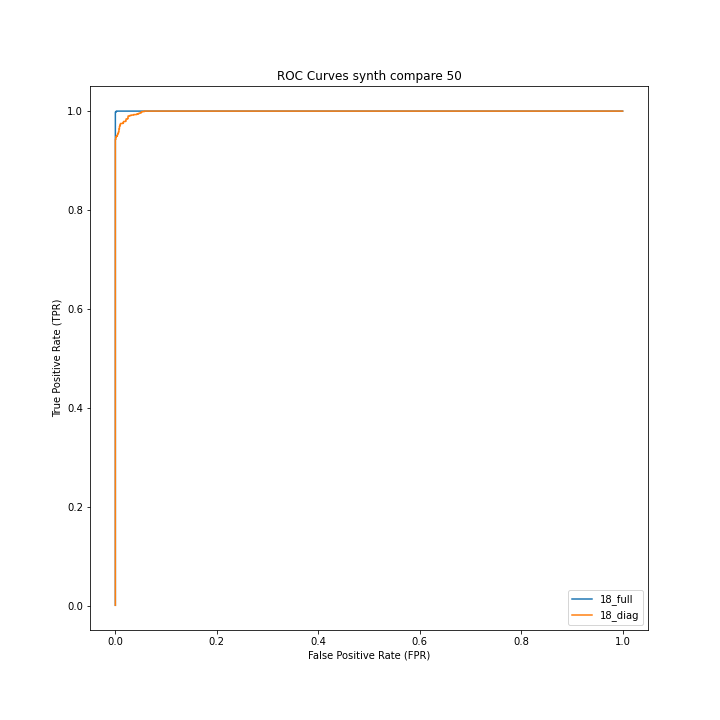 ROC Curves synth compare 50
True Positive Rate (TPR)
1.0
0.8
0.6
0.4
0.2
0.0
0.0 0.2 0.4 0.6 0.8 1.0
False Positive Rate (FPR)
18_full
18_diag